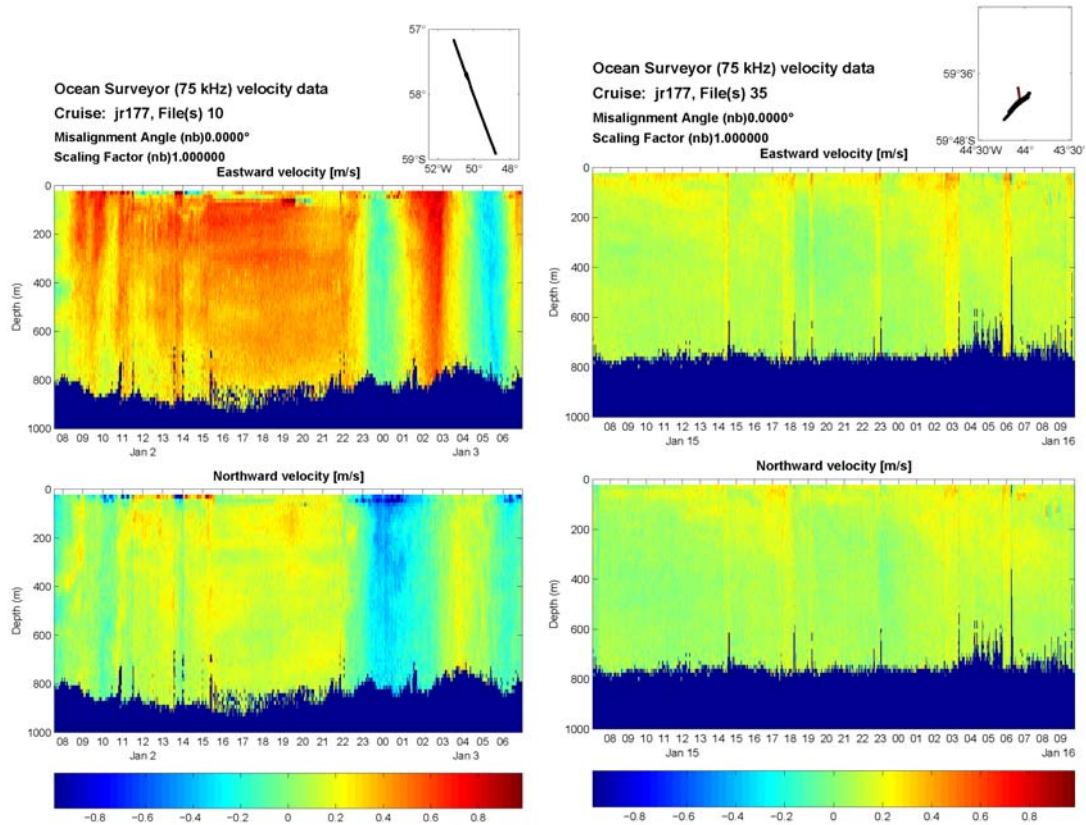 57°
58°
59°S
52°W 50° 48°
Ocean Surveyor (75 kHz) velocity data
Cruise: jr177, File(s) 10
Misalignment Angle (nb)0.0000°
Scaling Factor (nb)1.000000
Eastward velocity [m/s]
0
200
400
600
800
1000
Depth (m)
08 09 10 11 12 13 14 15 16 17 18 19 20 21 22 23 00 01 02 03 04 05 06
Jan 2 Jan 3
Northward velocity [m/s]
0
200
400
600
800
1000
Depth (m)
08 09 10 11 12 13 14 15 16 17 18 19 20 21 22 23 00 01 02 03 04 05 06
Jan 2 Jan 3
−0.8 −0.6 −0.4 −0.2 0 0.2 0.4 0.6 0.8
59°36'
59°48'S
44°30'W 44° 43°30'
Ocean Surveyor (75 kHz) velocity data
Cruise: jr177, File(s) 35
Misalignment Angle (nb)0.0000°
Scaling Factor (nb)1.000000
Eastward velocity [m/s]
0
200
400
600
800
1000
Depth (m)
08 09 10 11 12 13 14 15 16 17 18 19 20 21 22 23 00 01 02 03 04 05 06 07 08 09
Jan 15 Jan 16
Northward velocity [m/s]
0
200
400
600
800
1000
Depth (m)
08 09 10 11 12 13 14 15 16 17 18 19 20 21 22 23 00 01 02 03 04 05 06 07 08 09
Jan 15 Jan 16
−0.8 −0.6 −0.4 −0.2 0 0.2 0.4 0.6 0.8